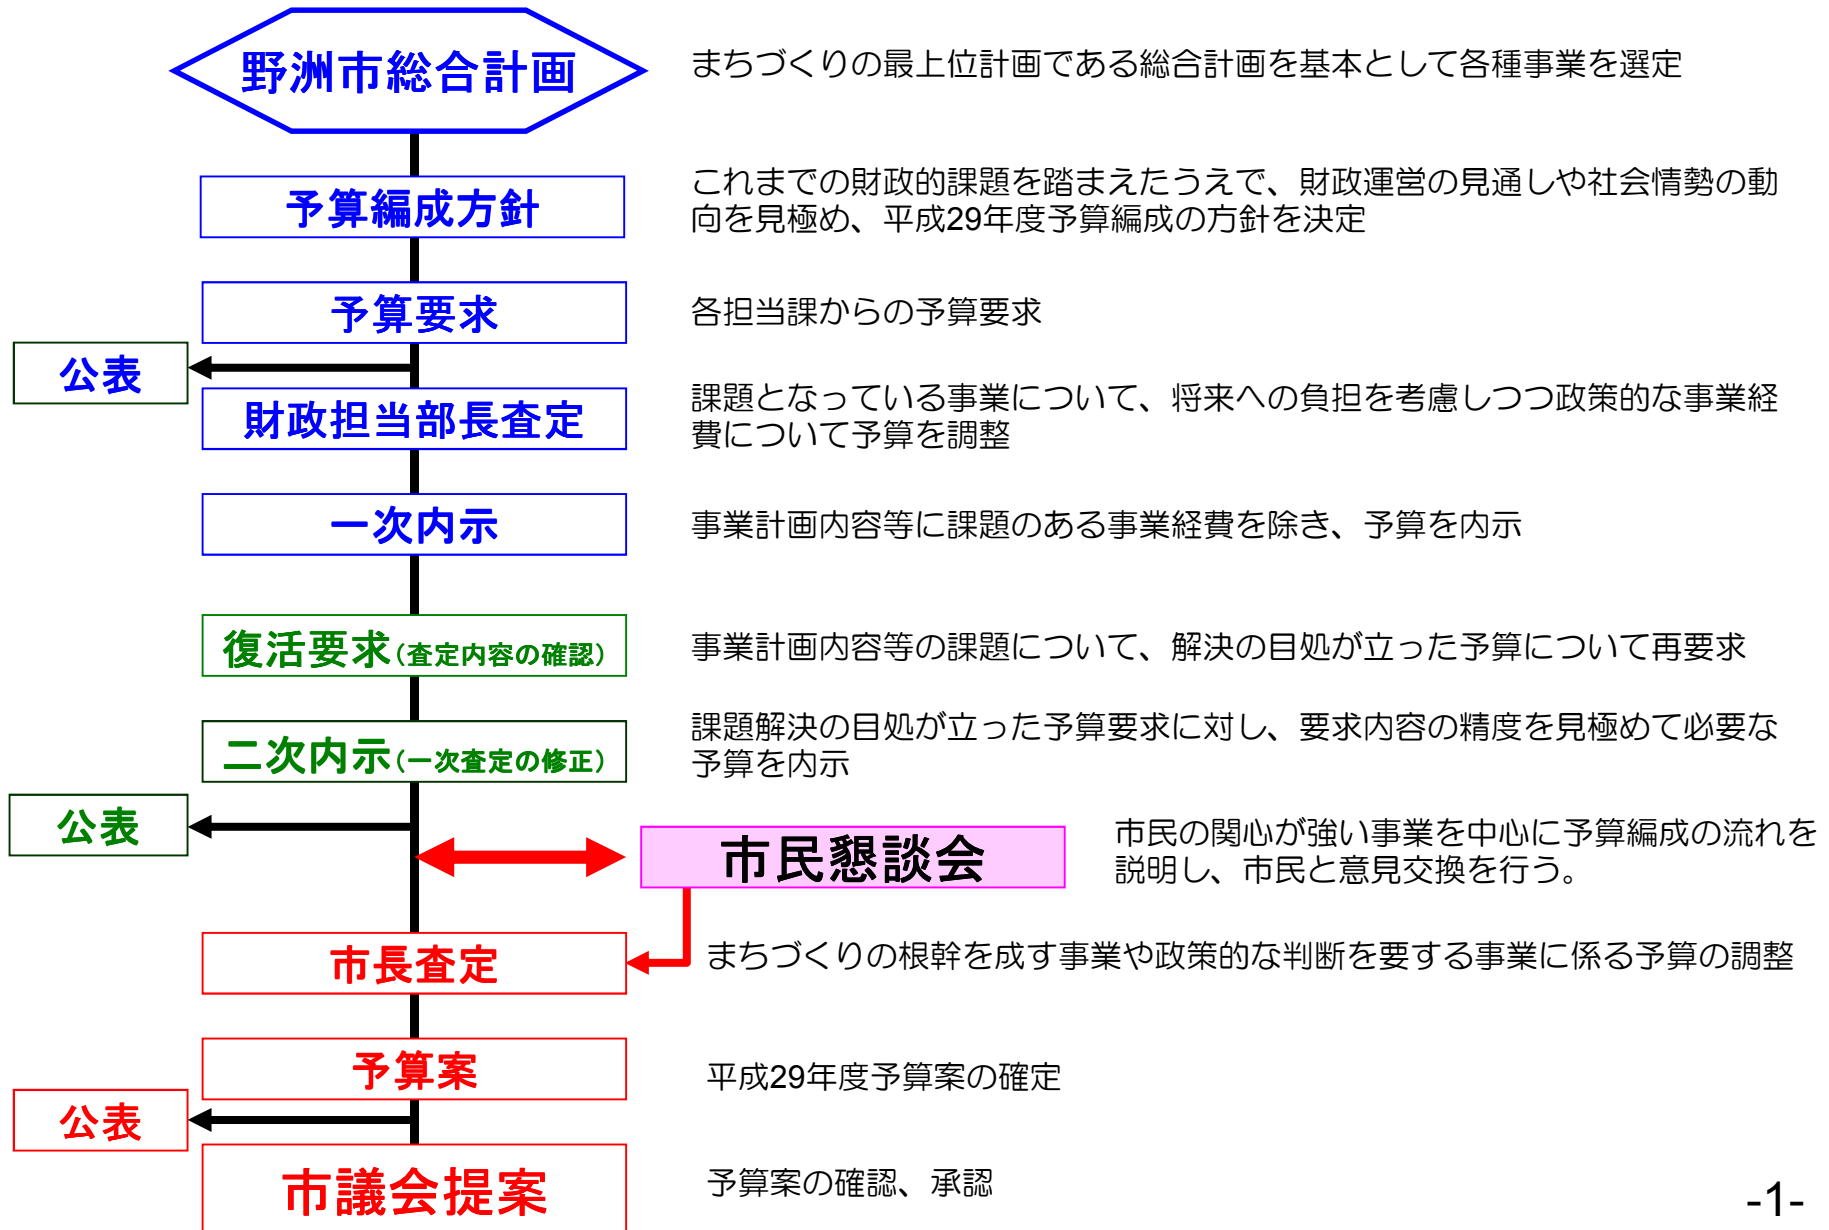 野洲市総合計画
まちづくりの最上位計画である総合計画を基本として各種事業を選定
予算編成方針
これまでの財政的課題を踏まえたうえで、財政運営の見通しや社会情勢の動
向を見極め、平成29年度予算編成の方針を決定
予算要求
各担当課からの予算要求
公表
財政担当部長査定
課題となっている事業について、将来への負担を考慮しつつ政策的な事業経
費について予算を調整
一次内示
事業計画内容等に課題のある事業経費を除き、予算を内示
復活要求(査定内容の確認)
事業計画内容等の課題について、解決の目処が立った予算について再要求
二次内示(一次査定の修正)
課題解決の目処が立った予算要求に対し、要求内容の精度を見極めて必要な
予算を内示
公表
市民懇談会
市民の関心が強い事業を中心に予算編成の流れを
説明し、市民と意見交換を行う。
市長査定
まちづくりの根幹を成す事業や政策的な判断を要する事業に係る予算の調整
予算案
平成29年度予算案の確定
公表
市議会提案
予算案の確認、承認
-1-